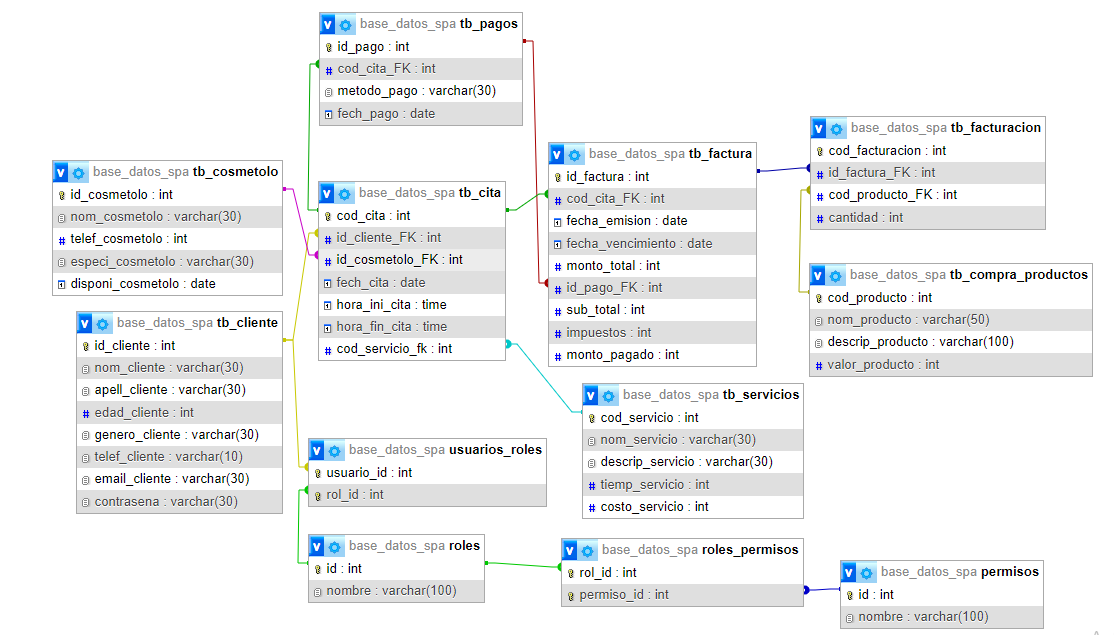 base_datos_spa tb_pagos
id_pago : int
cod_cita_FK : int
metodo_pago : varchar(30)
fech_pago : date
base_datos_spa tb_cosmetolo
id_cosmetolo : int
nom_cosmetolo : varchar(30)
telef_cosmetolo : int
especi_cosmetolo : varchar(30)
disponi_cosmetolo : date
base_datos_spa tb_cita
cod_cita : int
id_cliente_FK : int
id_cosmetolo_FK : int
fech_cita : date
hora_ini_cita : time
hora_fin_cita : time
cod_servicio_fk : int
base_datos_spa tb_factura
id_factura : int
cod_cita_FK : int
fecha_emision : date
fecha_vencimiento : date
monto_total : int
id_pago_FK : int
sub_total : int
impuestos : int
monto_pagado : int
base_datos_spa tb_facturacion
cod_facturacion : int
id_factura_FK : int
cod_producto_FK : int
cantidad : int
base_datos_spa tb_compra_productos
cod_producto : int
nom_producto : varchar(50)
descrip_producto : varchar(100)
valor_producto : int
base_datos_spa tb_cliente
id_cliente : int
nom_cliente : varchar(30)
apell_cliente : varchar(30)
edad_cliente : int
genero_cliente : varchar(30)
telef_cliente : varchar(10)
email_cliente : varchar(30)
contrasena : varchar(30)
base_datos_spa tb_servicios
cod_servicio : int
nom_servicio : varchar(30)
descrip_servicio : varchar(30)
tiemp_servicio : int
costo_servicio : int
base_datos_spa usuarios_roles
usuario_id : int
rol_id : int
base_datos_spa roles
id : int
nombre : varchar(100)
base_datos_spa roles_permisos
rol_id : int
permiso_id : int
base_datos_spa permisos
id : int
nombre : varchar(100)